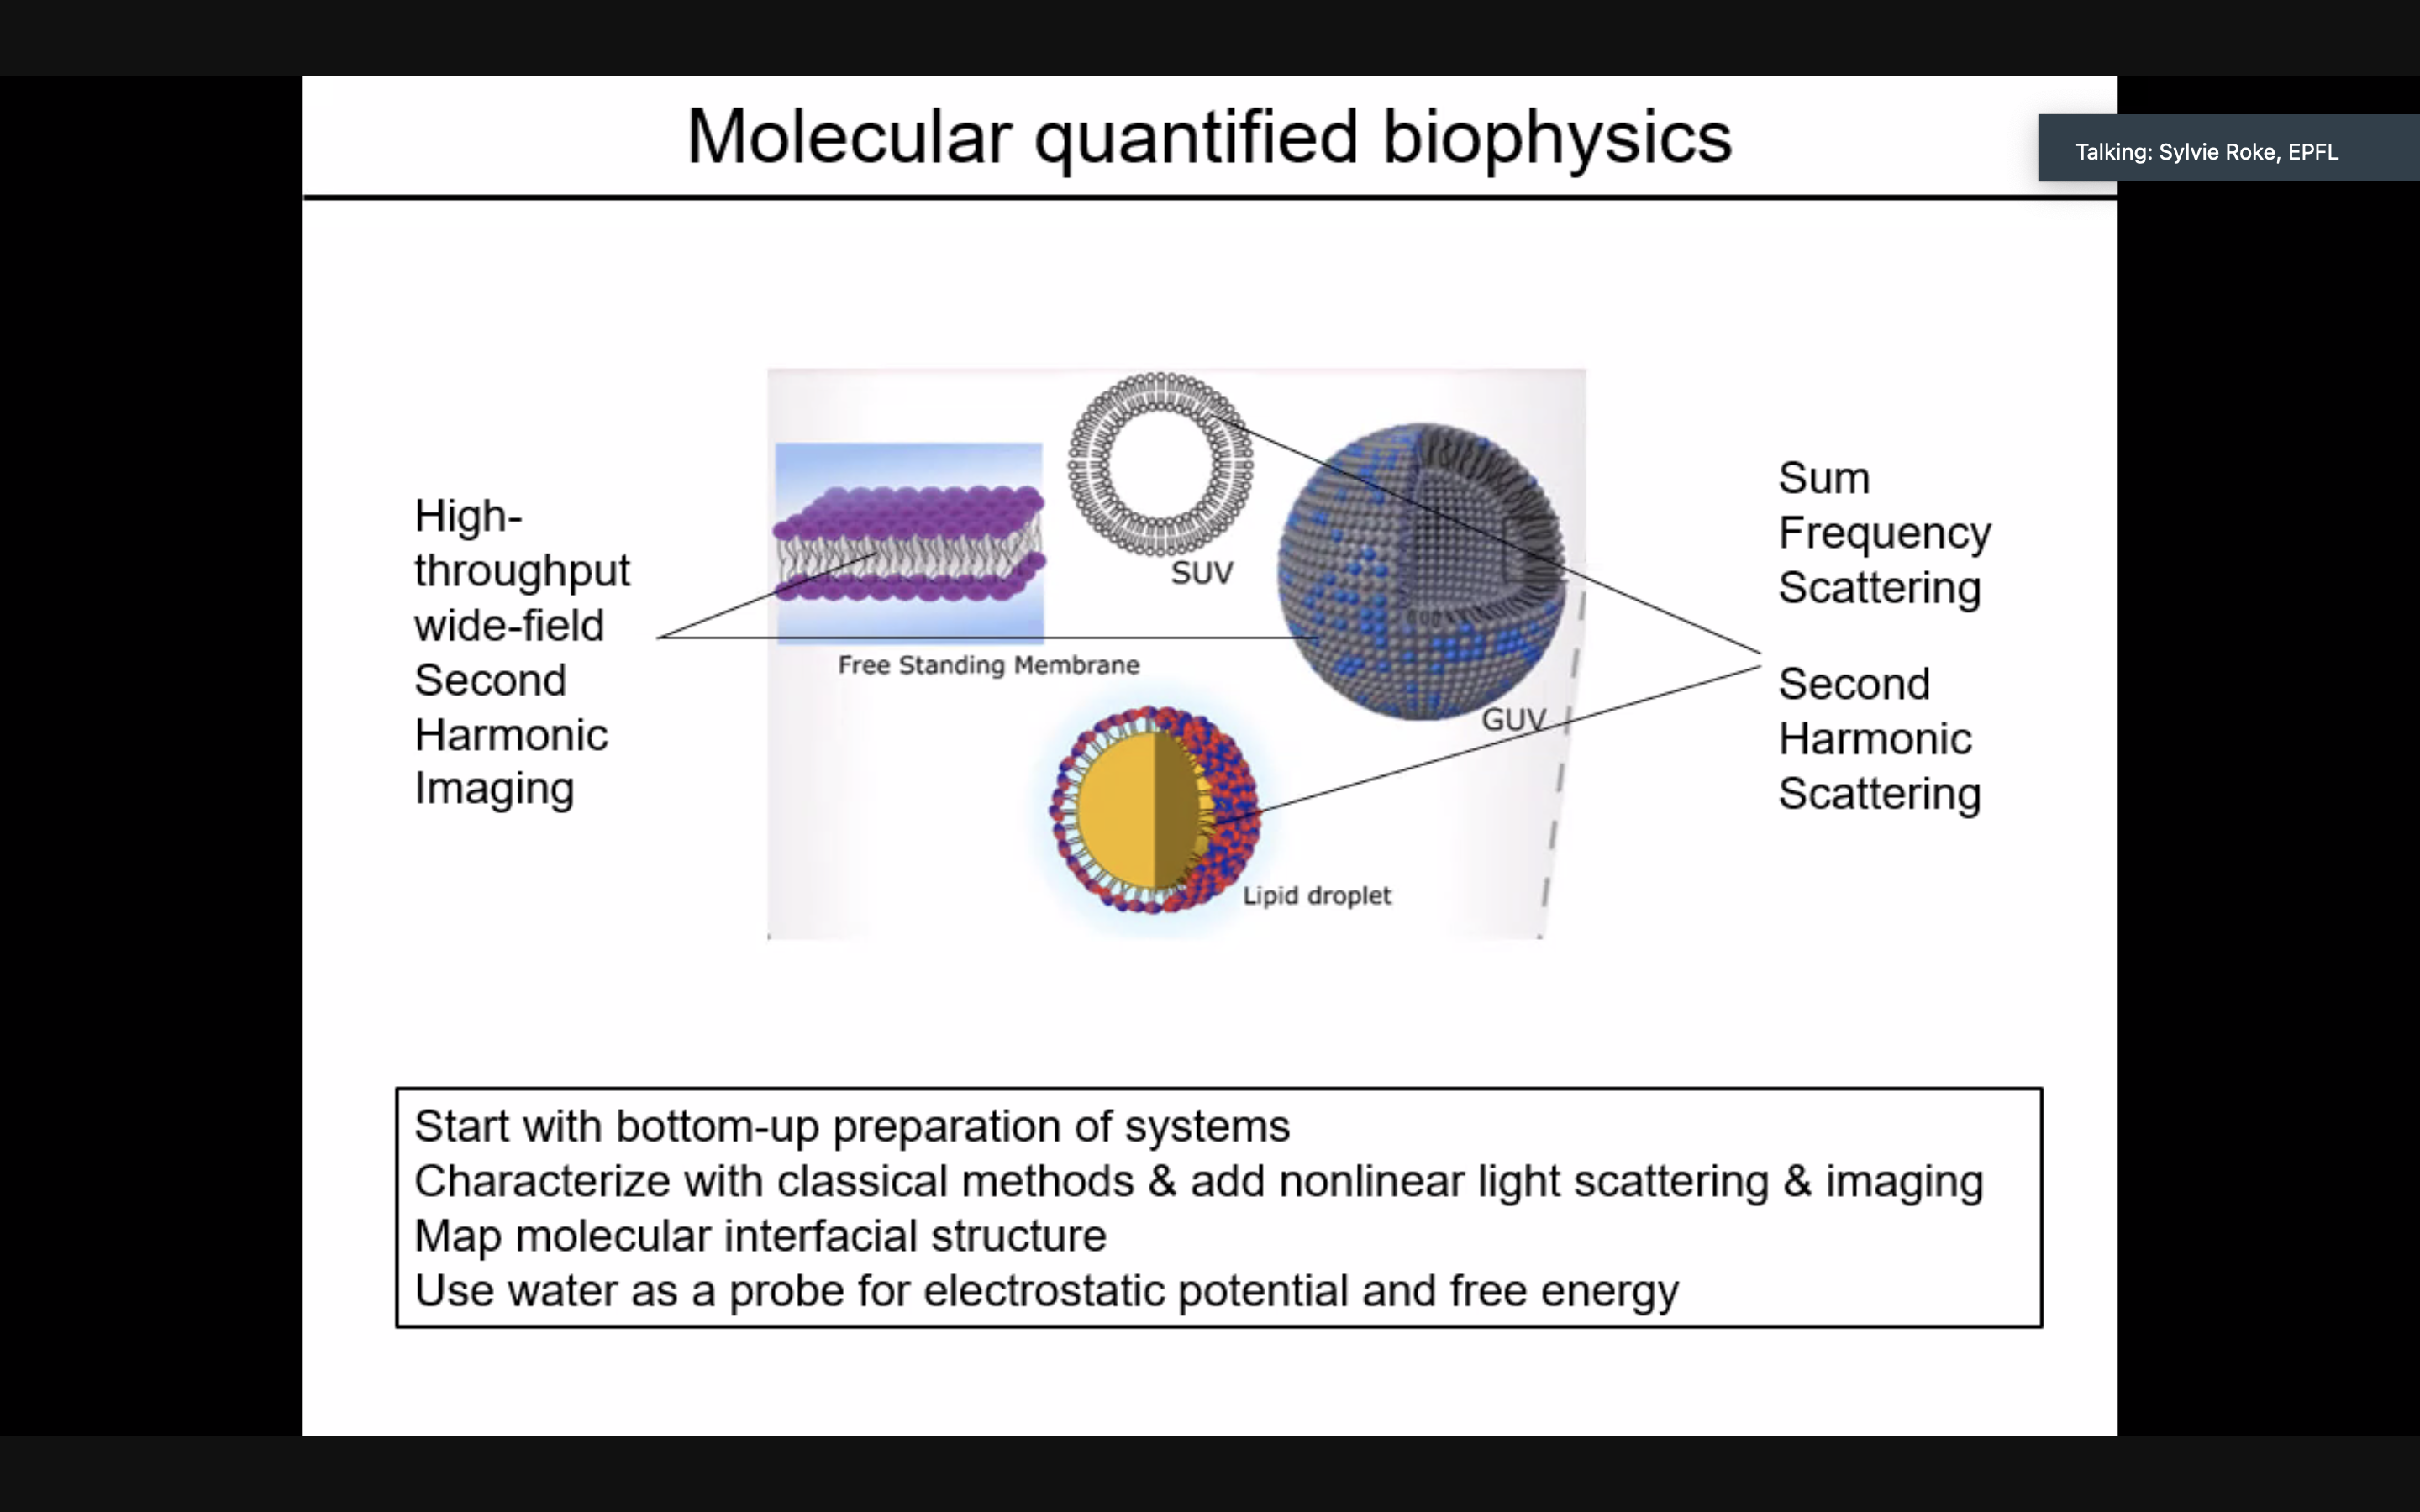 Molecular quantified biophysics
Talking: Sylvie Roke, EPFL
High-
throughput
wide-field
Second
Harmonic
Imaging
SUV
Free Standing Membrane
GUV
Lipid droplet
Sum
Frequency
Scattering
Second
Harmonic
Scattering
Start with bottom-up preparation of systems
Characterize with classical methods & add nonlinear light scattering & imaging
Map molecular interfacial structure
Use water as a probe for electrostatic potential and free energy